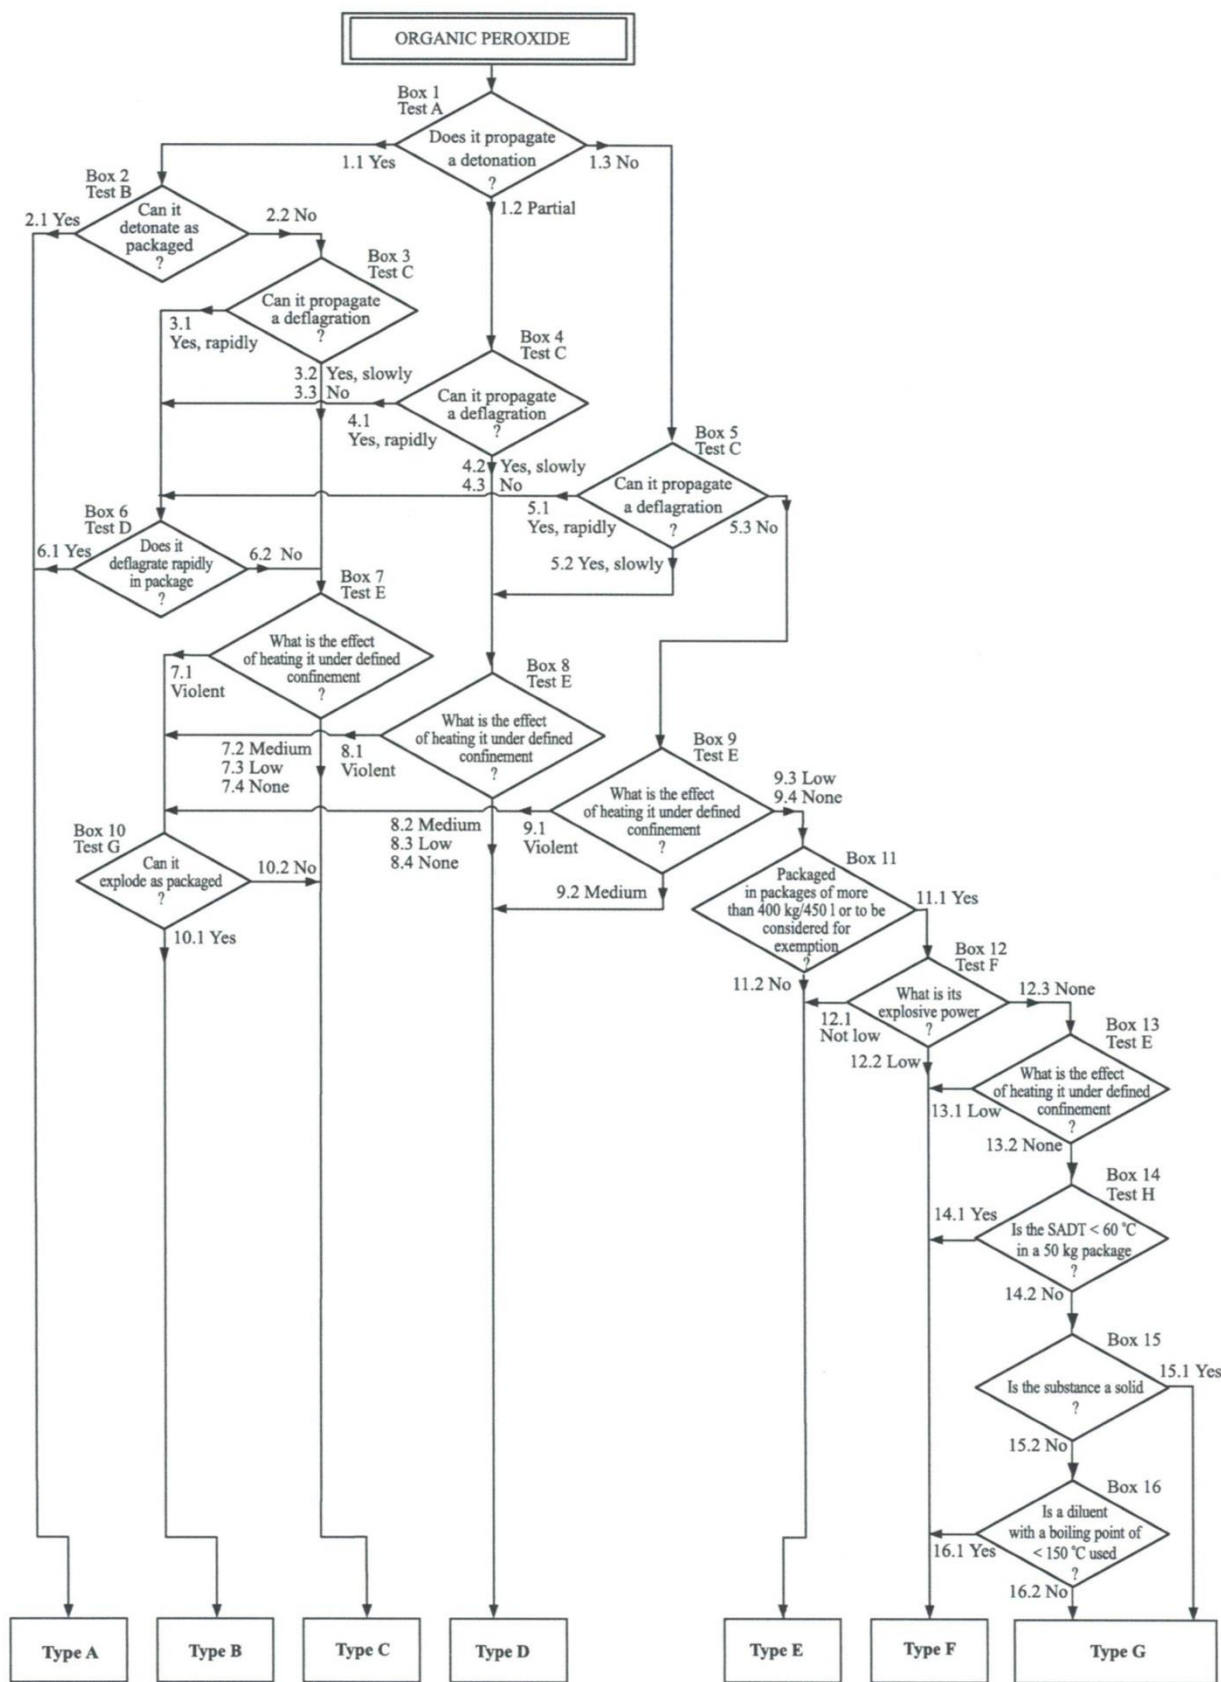 ORGANIC PEROXIDE
Box 1
Test A
Does it propagate
a detonation
?
1.1 Yes
1.3 No
1.2 Partial
Box 2
Test B
Can it
detonate as
packaged
?
2.1 Yes
2.2 No
Box 3
Test C
Can it propagate
a deflagration
?
3.1
Yes, rapidly
3.2 Yes, slowly
3.3 No
Box 4
Test C
Can it propagate
a deflagration
?
4.1
Yes, rapidly
4.2 Yes, slowly
4.3 No
Box 5
Test C
Can it propagate
a deflagration
?
5.1
Yes, rapidly
5.3 No
5.2 Yes, slowly
Box 6
Test D
Does it
deflagrate rapidly
in package
?
6.1 Yes
6.2 No
Box 7
Test E
What is the effect
of heating it under defined
confinement
?
7.1
Violent
7.2 Medium
7.3 Low
7.4 None
Box 8
Test E
What is the effect
of heating it under defined
confinement
?
8.1
Violent
8.2 Medium
8.3 Low
8.4 None
Box 9
Test E
What is the effect
of heating it under defined
confinement
?
9.1
Violent
9.3 Low
9.4 None
9.2 Medium
Box 10
Test G
Can it
explode as packaged
?
10.2 No
10.1 Yes
Box 11
Packaged
in packages of more
than 400 kg/450 l or to be
considered for
exemption
?
11.1 Yes
11.2 No
Box 12
Test F
What is its
explosive power
?
12.1
Not low
12.3 None
12.2 Low
Box 13
Test E
What is the effect
of heating it under defined
confinement
?
13.1 Low
13.2 None
Box 14
Test H
Is the SADT < 60 °C
in a 50 kg package
?
14.1 Yes
14.2 No
Box 15
Is the substance a solid
?
15.1 Yes
15.2 No
Box 16
Is a diluent
with a boiling point of
< 150 °C used
?
16.1 Yes
16.2 No
Type A
Type B
Type C
Type D
Type E
Type F
Type G